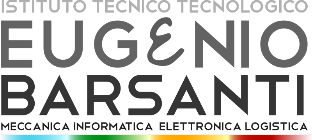 ISTITUTO TECNICO TECNOLOGICO
EUGENIO
BARSANTI
MECCANICA INFORMATICA ELETTRONICA LOGISTICA